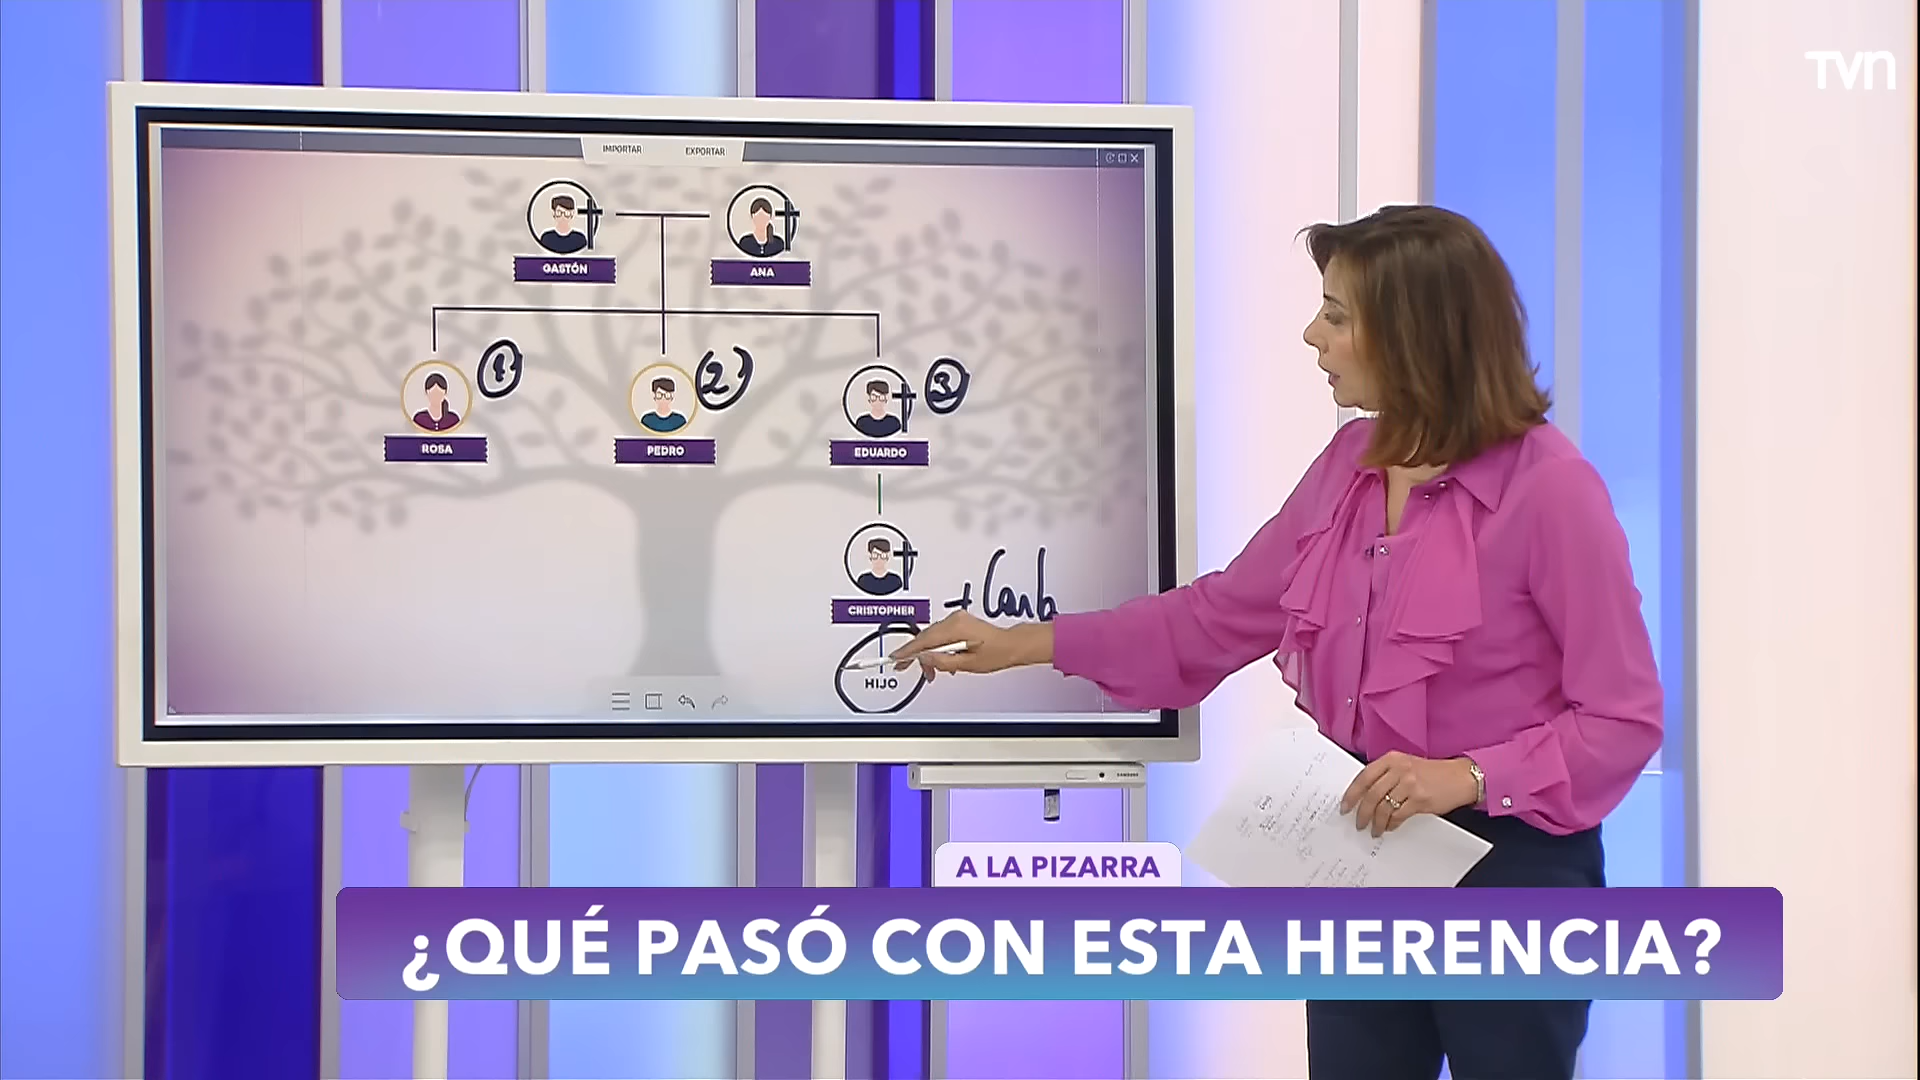 TVN
IMPORTAR EXPORTAR
GASTÓN ANA
1 2 3
ROSA PEDRO EDUARDO
CRISTOPHER
HIJO
SAMSUNG
A LA PIZARRA
¿QUÉ PASÓ CON ESTA HERENCIA?